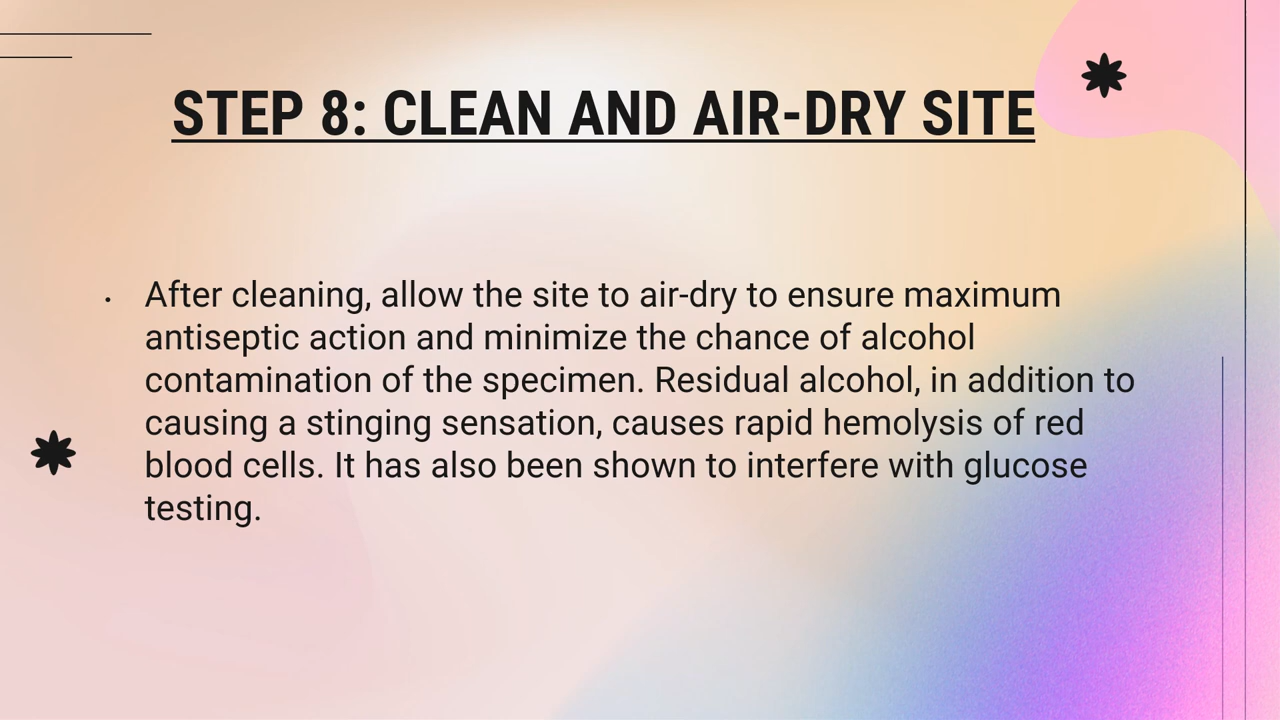 STEP 8: CLEAN AND AIR-DRY SITE
• After cleaning, allow the site to air-dry to ensure maximum
antiseptic action and minimize the chance of alcohol
contamination of the specimen. Residual alcohol, in addition to
causing a stinging sensation, causes rapid hemolysis of red
blood cells. It has also been shown to interfere with glucose
testing.